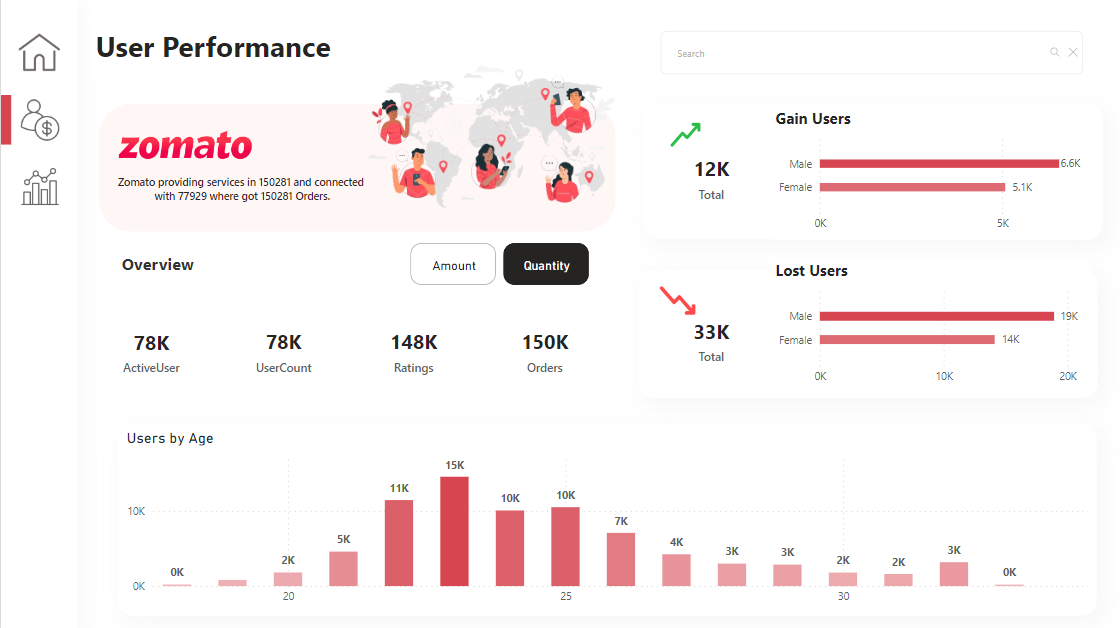 User Performance
Search
zomato
Zomato providing services in 150281 and connected
with 77929 where got 150281 Orders.
Gain Users
12K
Total
Male
6.6K
Female
5.1K
0K
5K
Overview
Amount
Quantity
Lost Users
33K
Total
Male
19K
Female
14K
0K
10K
20K
78K
ActiveUser
78K
UserCount
148K
Ratings
150K
Orders
Users by Age
10K
0K
0K
2K
5K
11K
15K
10K
10K
7K
4K
3K
3K
2K
2K
3K
0K
20
25
30